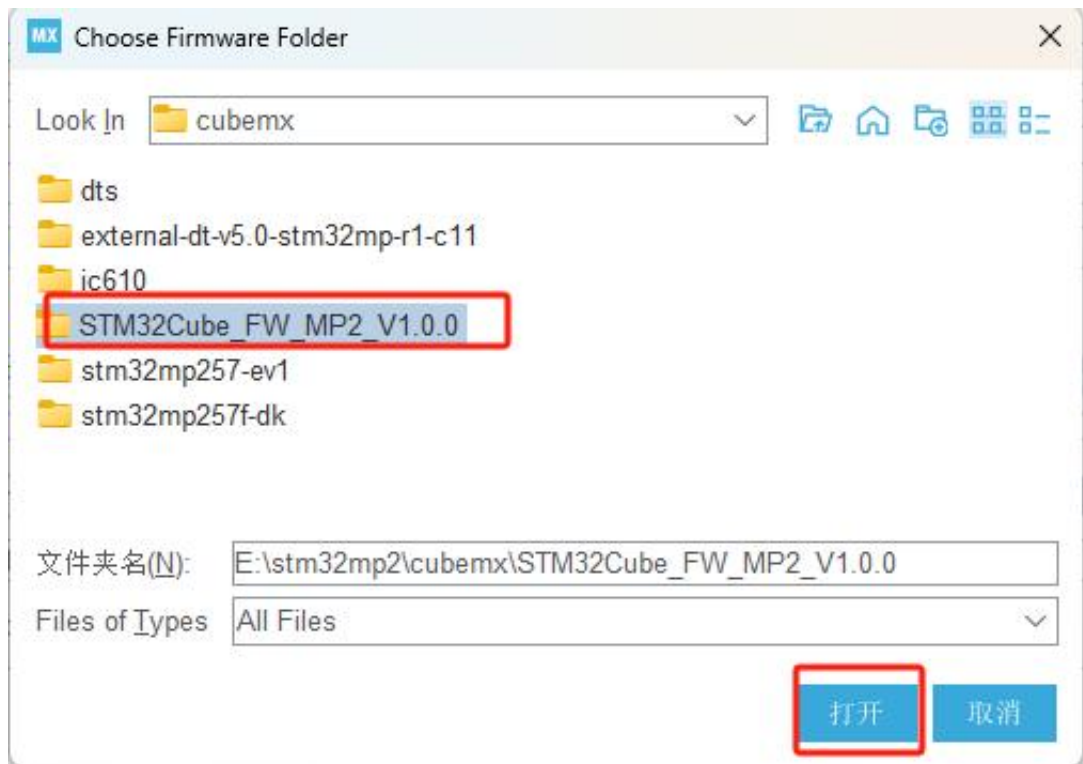 MX Choose Firmware Folder
Look In cubemx
dts
external-dt-v5.0-stm32mp-r1-c11
ic610
STM32Cube_FW_MP2_V1.0.0
stm32mp257-ev1
stm32mp257f-dk
文件夹名(N): E:\stm32mp2\cubemx\STM32Cube_FW_MP2_V1.0.0
Files of Types All Files
打开 取消